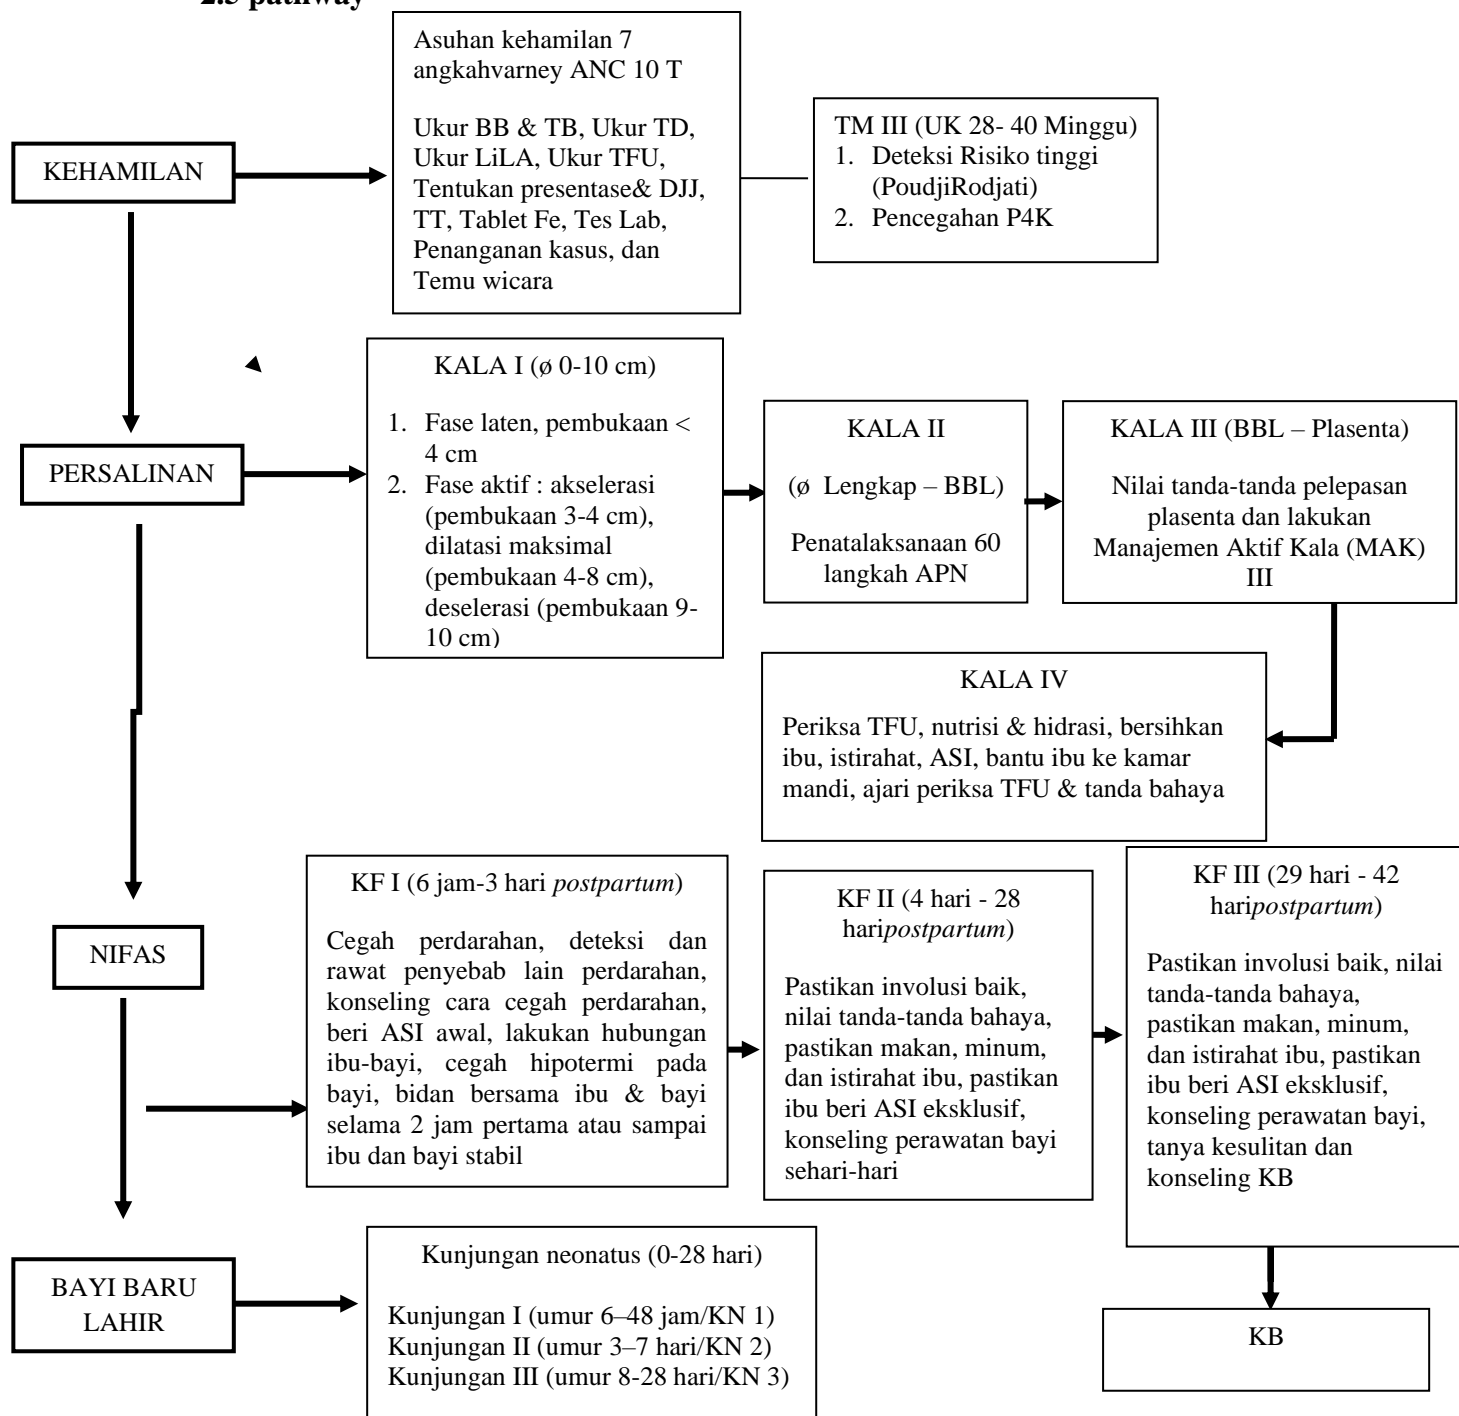 2.3 pathway
KEHAMILAN
Asuhan kehamilan 7
angkahvarney ANC 10 T
Ukur BB & TB, Ukur TD,
Ukur LiLA, Ukur TFU,
Tentukan presentase& DJJ,
TT, Tablet Fe, Tes Lab,
Penanganan kasus, dan
Temu wicara
TM III (UK 28- 40 Minggu)
1. Deteksi Risiko tinggi
(PoudjiRodjati)
2. Pencegahan P4K
PERSALINAN
KALA I (ø 0-10 cm)
1. Fase laten, pembukaan <
4 cm
2. Fase aktif : akselerasi
(pembukaan 3-4 cm),
dilatasi maksimal
(pembukaan 4-8 cm),
deselerasi (pembukaan 9-
10 cm)
KALA II
(ø Lengkap – BBL)
Penatalaksanaan 60
langkah APN
KALA III (BBL – Plasenta)
Nilai tanda-tanda pelepasan
plasenta dan lakukan
Manajemen Aktif Kala (MAK)
III
KALA IV
Periksa TFU, nutrisi & hidrasi, bersihkan
ibu, istirahat, ASI, bantu ibu ke kamar
mandi, ajari periksa TFU & tanda bahaya
NIFAS
KF I (6 jam-3 hari postpartum)
Cegah perdarahan, deteksi dan
rawat penyebab lain perdarahan,
konseling cara cegah perdarahan,
beri ASI awal, lakukan hubungan
ibu-bayi, cegah hipotermi pada
bayi, bidan bersama ibu & bayi
selama 2 jam pertama atau sampai
ibu dan bayi stabil
KF II (4 hari - 28
haripostpartum)
Pastikan involusi baik,
nilai tanda-tanda bahaya,
pastikan makan, minum,
dan istirahat ibu, pastikan
ibu beri ASI eksklusif,
konseling perawatan bayi
sehari-hari
KF III (29 hari - 42
haripostpartum)
Pastikan involusi baik, nilai
tanda-tanda bahaya,
pastikan makan, minum,
dan istirahat ibu, pastikan
ibu beri ASI eksklusif,
konseling perawatan bayi,
tanya kesulitan dan
konseling KB
BAYI BARU
LAHIR
Kunjungan neonatus (0-28 hari)
Kunjungan I (umur 6–48 jam/KN 1)
Kunjungan II (umur 3–7 hari/KN 2)
Kunjungan III (umur 8-28 hari/KN 3)
KB